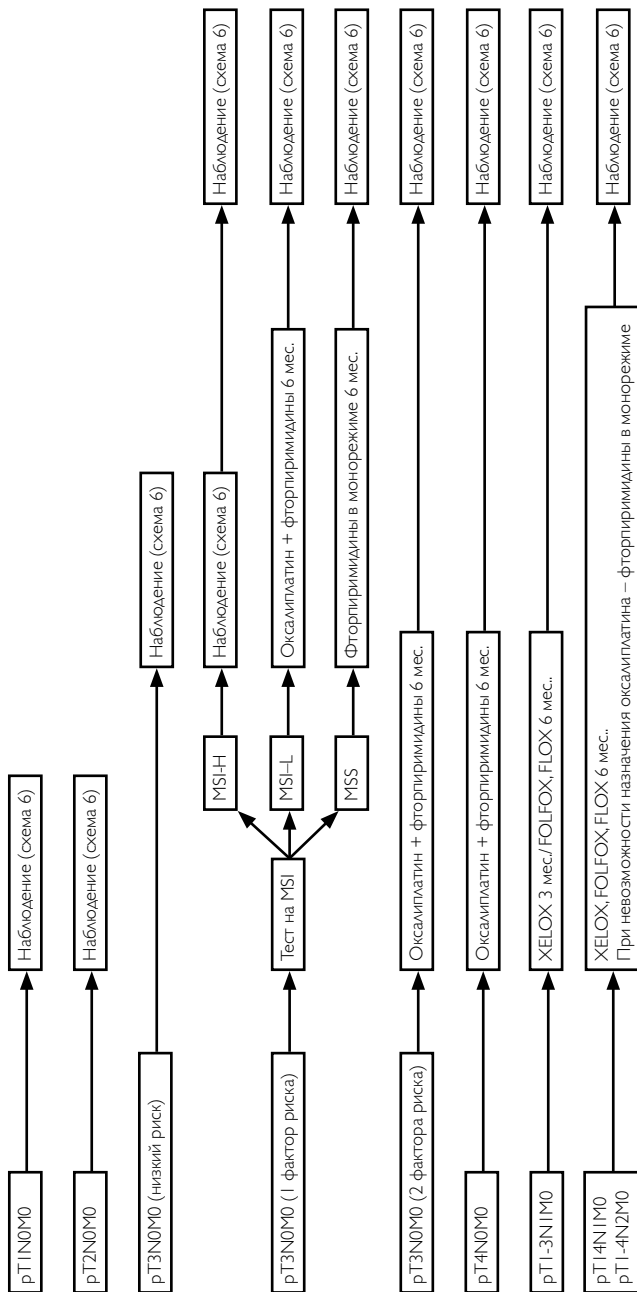 pT1N0M0
Наблюдение (схема 6)
pT2N0M0
Наблюдение (схема 6)
pT3N0M0 (низкий риск)
Наблюдение (схема 6)
pT3N0M0 (1 фактор риска)
Тест на MSI
MSI-H
Наблюдение (схема 6)
Наблюдение (схема 6)
MSI–L
Оксалиплатин + фторпиримидины 6 мес.
Наблюдение (схема 6)
MSS
Фторпиримидины в монорежиме 6 мес.
Наблюдение (схема 6)
pT3N0M0 (2 фактора риска)
Оксалиплатин + фторпиримидины 6 мес.
Наблюдение (схема 6)
pT4N0M0
Оксалиплатин + фторпиримидины 6 мес.
Наблюдение (схема 6)
pT1-3N1M0
XELOX 3 мес./ FOLFOX, FLOX 6 мес..
Наблюдение (схема 6)
pT14N1M0
pT1-4N2M0
XELOX, FOLFOX, FLOX 6 мес..
При невозможности назначения оксалиплатина – фторпиримидины в монорежиме
Наблюдение (схема 6)